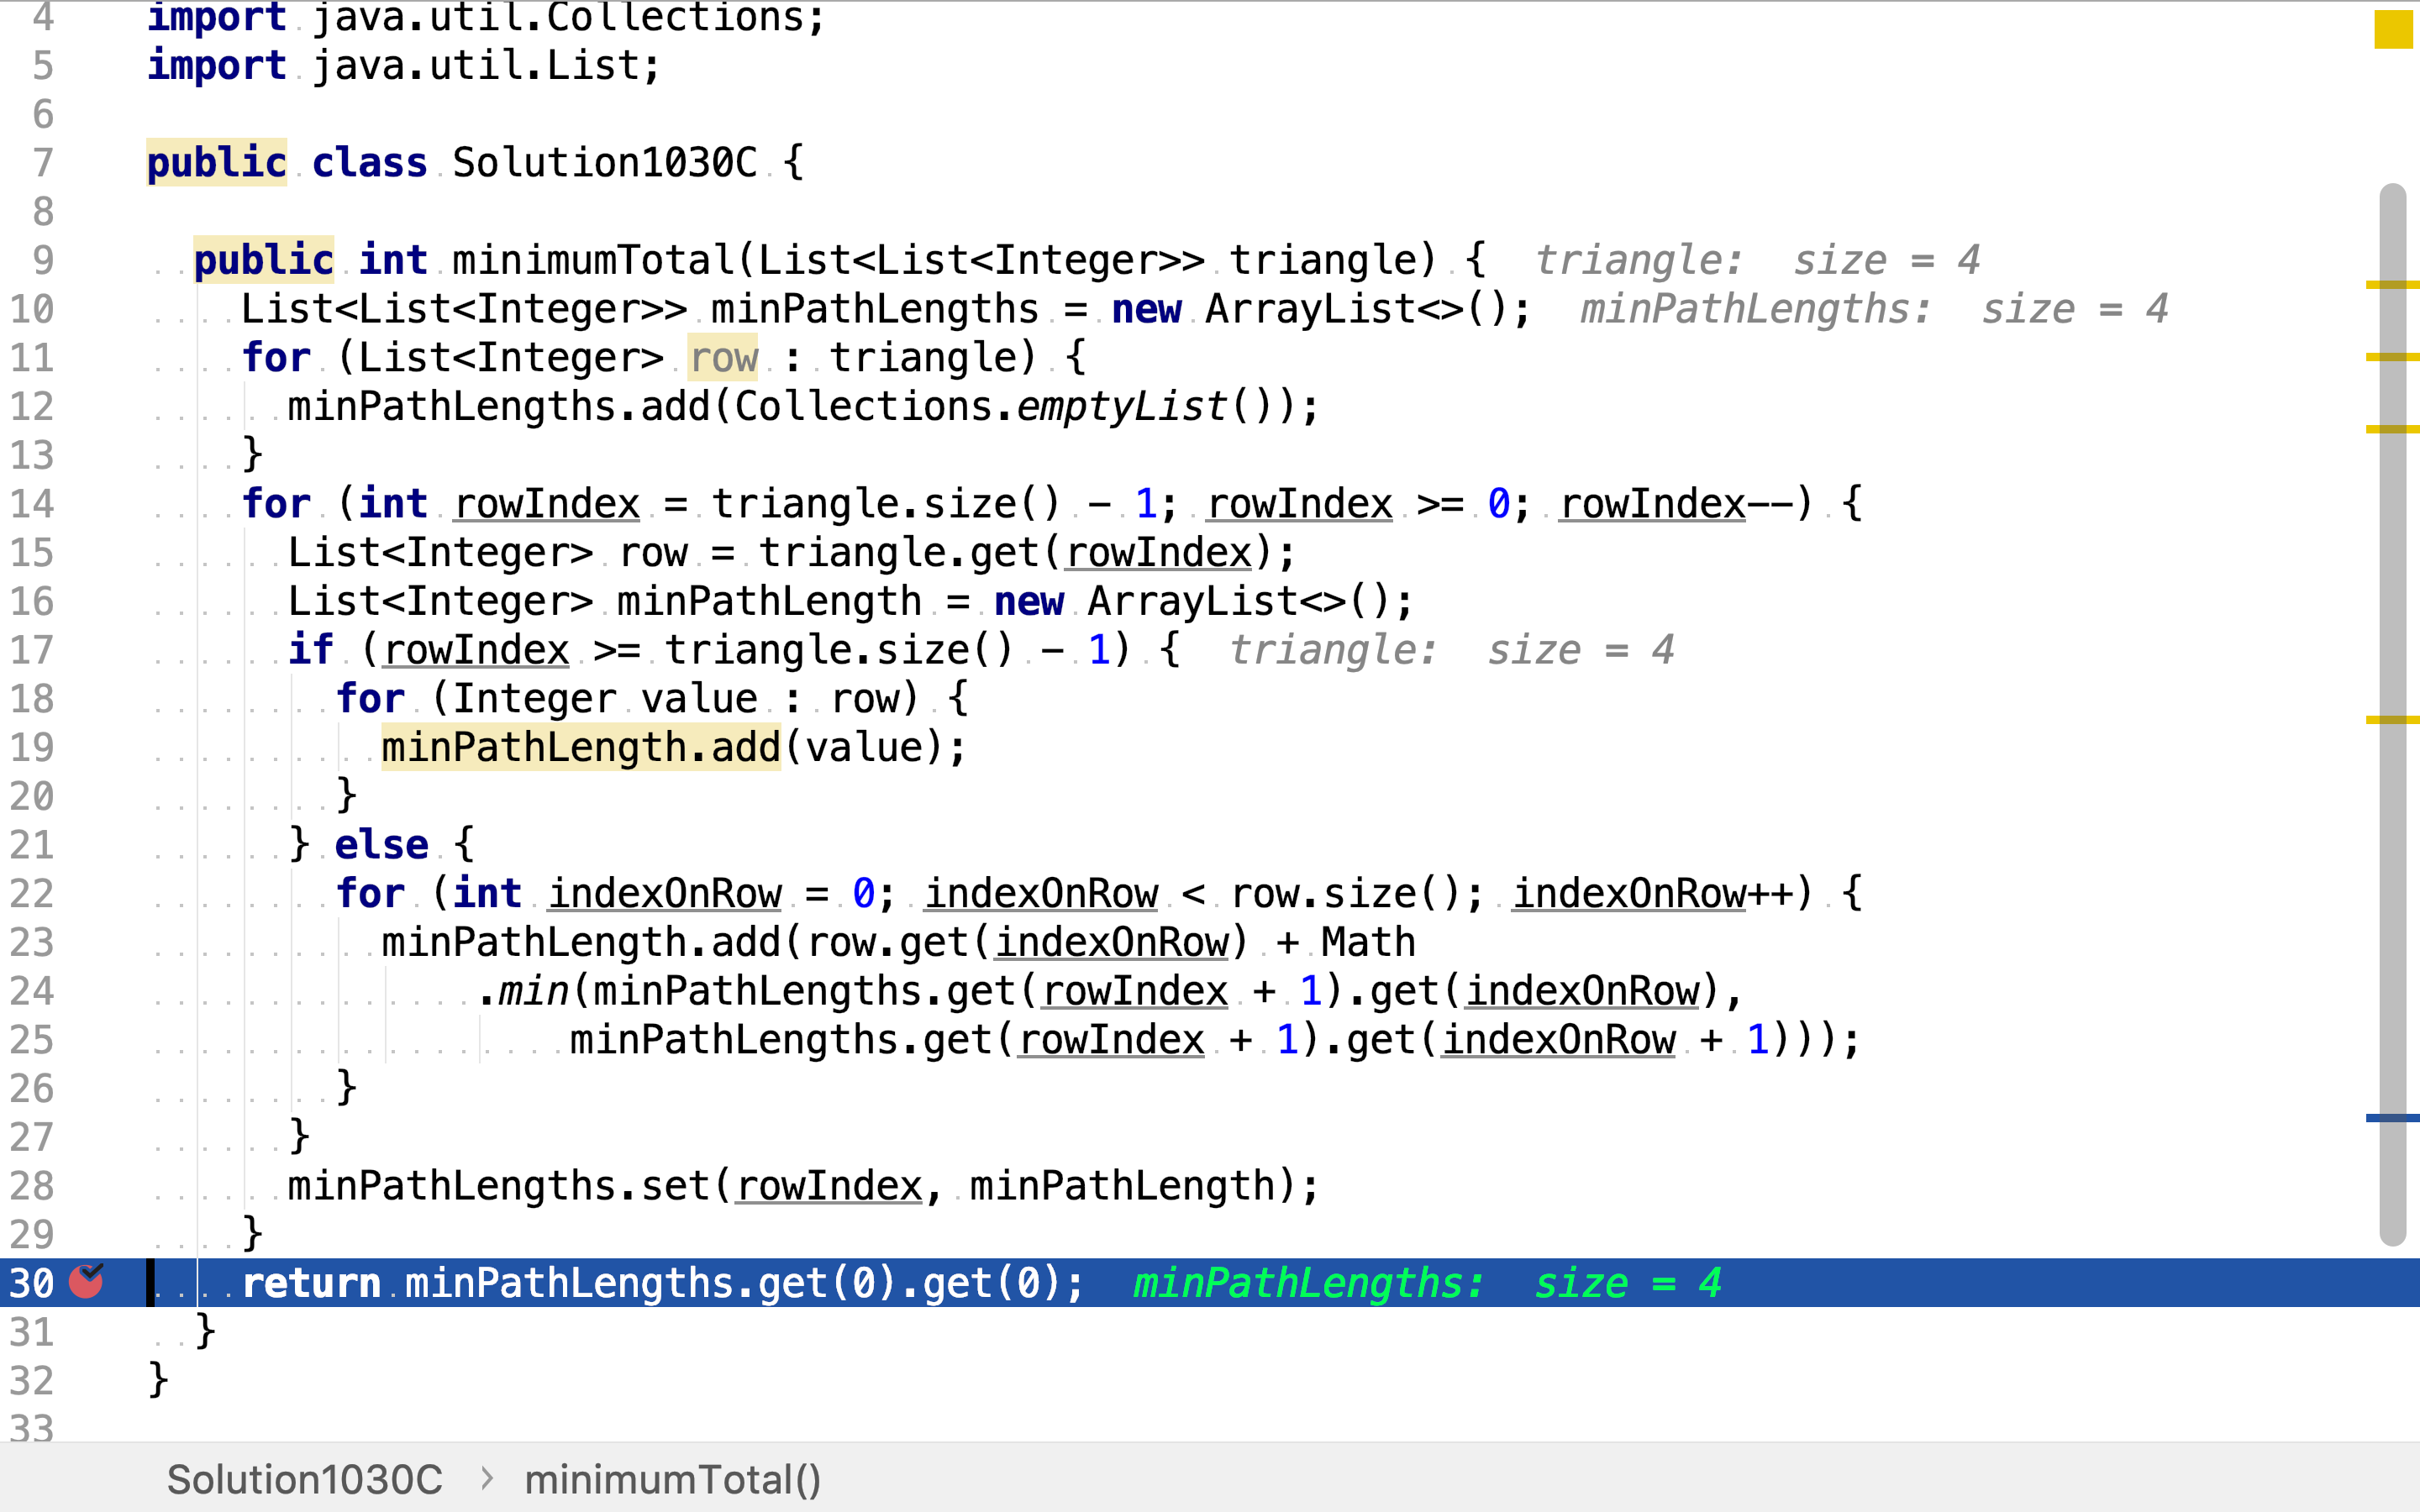 4 import java.util.Collections;
5 import java.util.List;
6
7 public class Solution1030C {
8
9 public int minimumTotal(List<List<Integer>> triangle) { triangle: size = 4
10 List<List<Integer>> minPathLengths = new ArrayList<>(); minPathLengths: size = 4
11 for (List<Integer> row : triangle) {
12 minPathLengths.add(Collections.emptyList());
13 }
14 for (int rowIndex = triangle.size() - 1; rowIndex >= 0; rowIndex--) {
15 List<Integer> row = triangle.get(rowIndex);
16 List<Integer> minPathLength = new ArrayList<>();
17 if (rowIndex >= triangle.size() - 1) { triangle: size = 4
18 for (Integer value : row) {
19 minPathLength.add(value);
20 }
21 } else {
22 for (int indexOnRow = 0; indexOnRow < row.size(); indexOnRow++) {
23 minPathLength.add(row.get(indexOnRow) + Math
24 .min(minPathLengths.get(rowIndex + 1).get(indexOnRow),
25 minPathLengths.get(rowIndex + 1).get(indexOnRow + 1)));
26 }
27 }
28 minPathLengths.set(rowIndex, minPathLength);
29 }
30 return minPathLengths.get(0).get(0); minPathLengths: size = 4
31 }
32 }
33
Solution1030C > minimumTotal()